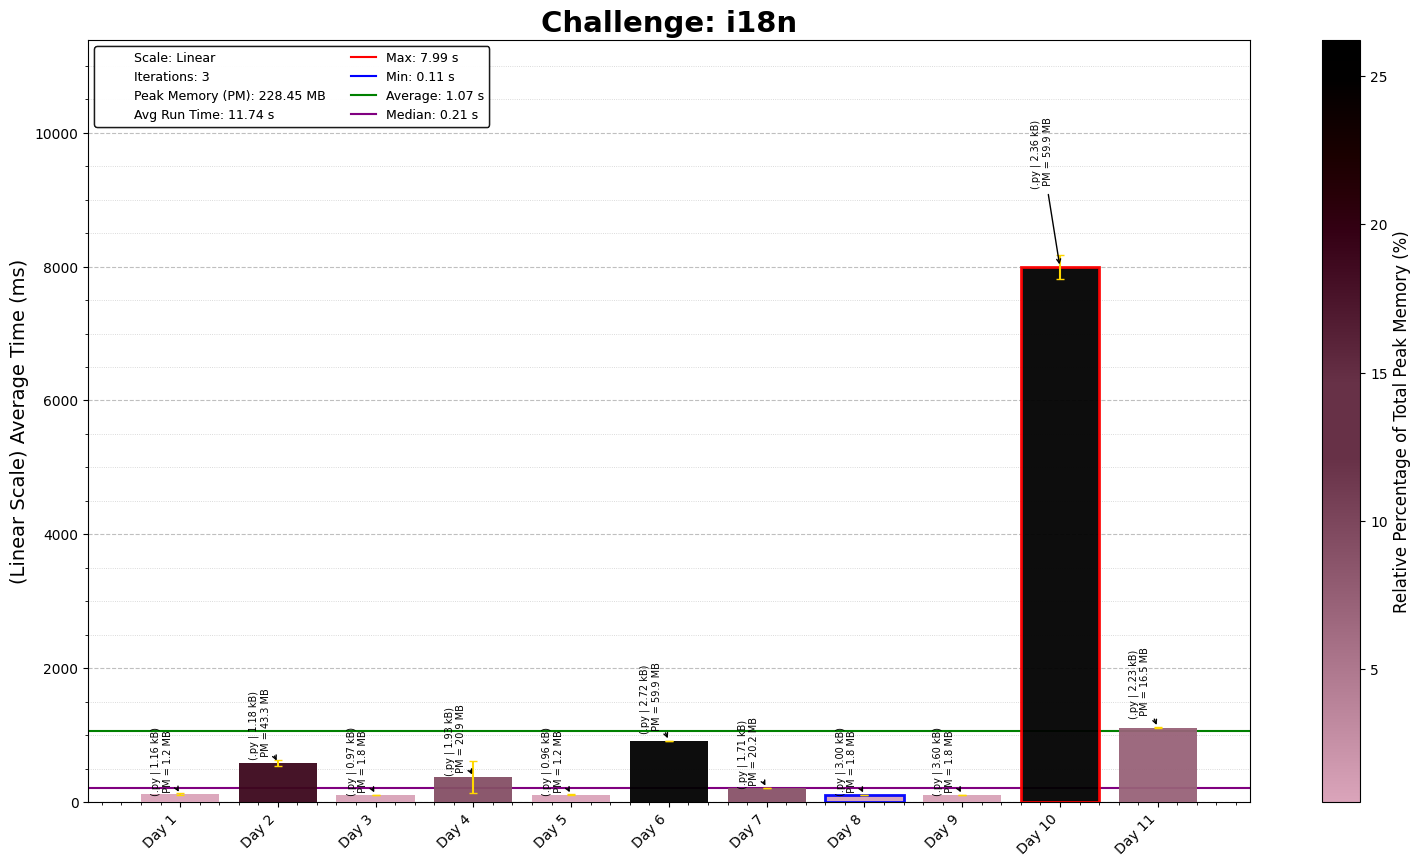 Challenge: i18n
Scale: Linear
Iterations: 3
Peak Memory (PM): 228.45 MB
Avg Run Time: 11.74 s
Max: 7.99 s
Min: 0.11 s
Average: 1.07 s
Median: 0.21 s
(Linear Scale) Average Time (ms)
10000
8000
6000
4000
2000
0
(.py | 1.16 kB)
PM = 1.2 MB
(.py | 1.18 kB)
PM = 43.3 MB
(.py | 0.97 kB)
PM = 1.8 MB
(.py | 1.93 kB)
PM = 20.9 MB
(.py | 0.96 kB)
PM = 1.2 MB
(.py | 2.72 kB)
PM = 59.9 MB
(.py | 1.71 kB)
PM = 20.2 MB
(.py | 3.00 kB)
PM = 1.8 MB
(.py | 3.60 kB)
PM = 1.8 MB
(.py | 2.36 kB)
PM = 59.9 MB
(.py | 2.23 kB)
PM = 16.5 MB
Day 1
Day 2
Day 3
Day 4
Day 5
Day 6
Day 7
Day 8
Day 9
Day 10
Day 11
25
20
15
10
5
Relative Percentage of Total Peak Memory (%)